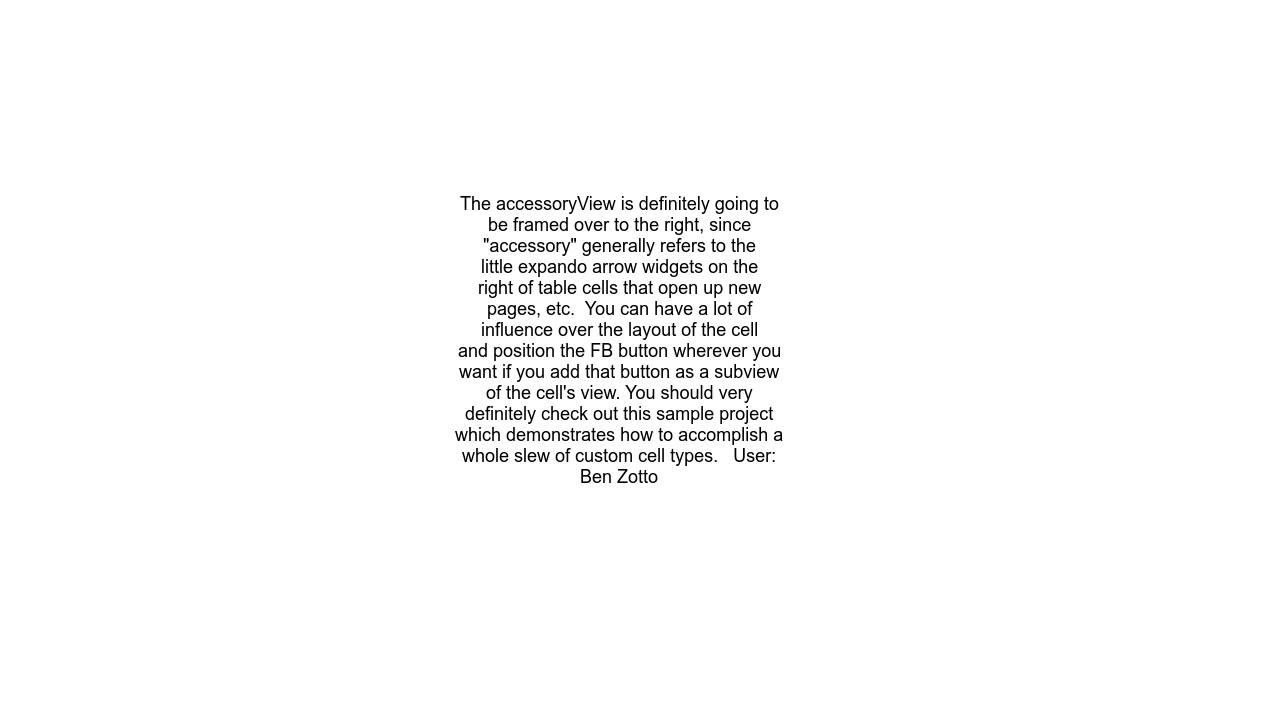 The accessoryView is definitely going to
be framed over to the right, since
"accessory" generally refers to the
little expando arrow widgets on the
right of table cells that open up new
pages, etc.  You can have a lot of
influence over the layout of the cell
and position the FB button wherever you
want if you add that button as a subview
of the cell's view. You should very
definitely check out this sample project
which demonstrates how to accomplish a
whole slew of custom cell types.   User:
Ben Zotto